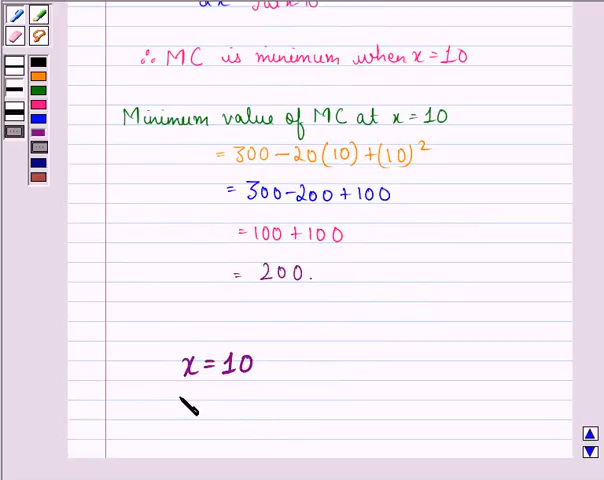 ∴ MC is minimum when x = 10
Minimum value of MC at x = 10
= 300 - 20(10) + (10)²
= 300 - 200 + 100
= 100 + 100
= 200.
x = 10